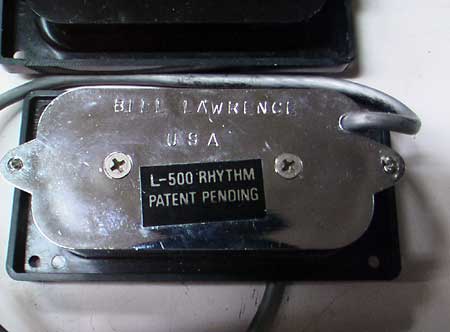 BILL LAWRENCE
USA
L-500 RHYTHM
PATENT PENDING